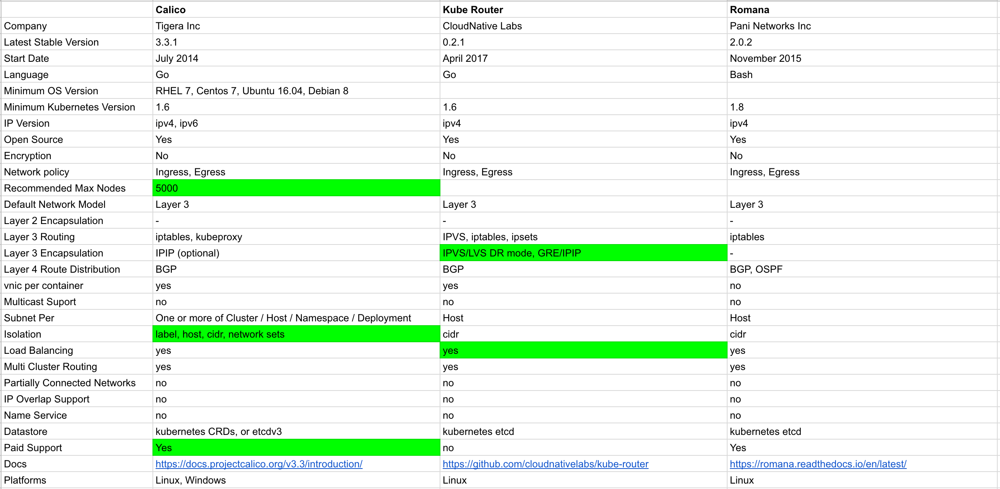 Calico Kube Router Romana
Company Tigera Inc CloudNative Labs Pani Networks Inc
Latest Stable Version 3.3.1 0.2.1 2.0.2
Start Date July 2014 April 2017 November 2015
Language Go Go Bash
Minimum OS Version RHEL 7, Centos 7, Ubuntu 16.04, Debian 8
Minimum Kubernetes Version 1.6 1.6 1.8
IP Version ipv4, ipv6 ipv4 ipv4
Open Source Yes Yes Yes
Encryption No No No
Network policy Ingress, Egress Ingress, Egress Ingress, Egress
Recommended Max Nodes 5000
Default Network Model Layer 3 Layer 3 Layer 3
Layer 2 Encapsulation - - -
Layer 3 Routing iptables, kubeproxy IPVS, iptables, ipsets iptables
Layer 3 Encapsulation IPIP (optional) IPVS/LVS DR mode, GRE/IPIP -
Layer 4 Route Distribution BGP BGP BGP, OSPF
vnic per container yes yes no
Multicast Suport no no no
Subnet Per One or more of Cluster / Host / Namespace / Deployment Host Host
Isolation label, host, cidr, network sets cidr cidr
Load Balancing yes yes yes
Multi Cluster Routing yes yes yes
Partially Connected Networks no no no
IP Overlap Support no no no
Name Service no no no
Datastore kubernetes CRDs, or etcdv3 kubernetes etcd kubernetes etcd
Paid Support Yes no Yes
Docs https://docs.projectcalico.org/v3.3/introduction/ https://github.com/cloudnativelabs/kube-router https://romana.readthedocs.io/en/latest/
Platforms Linux, Windows Linux Linux